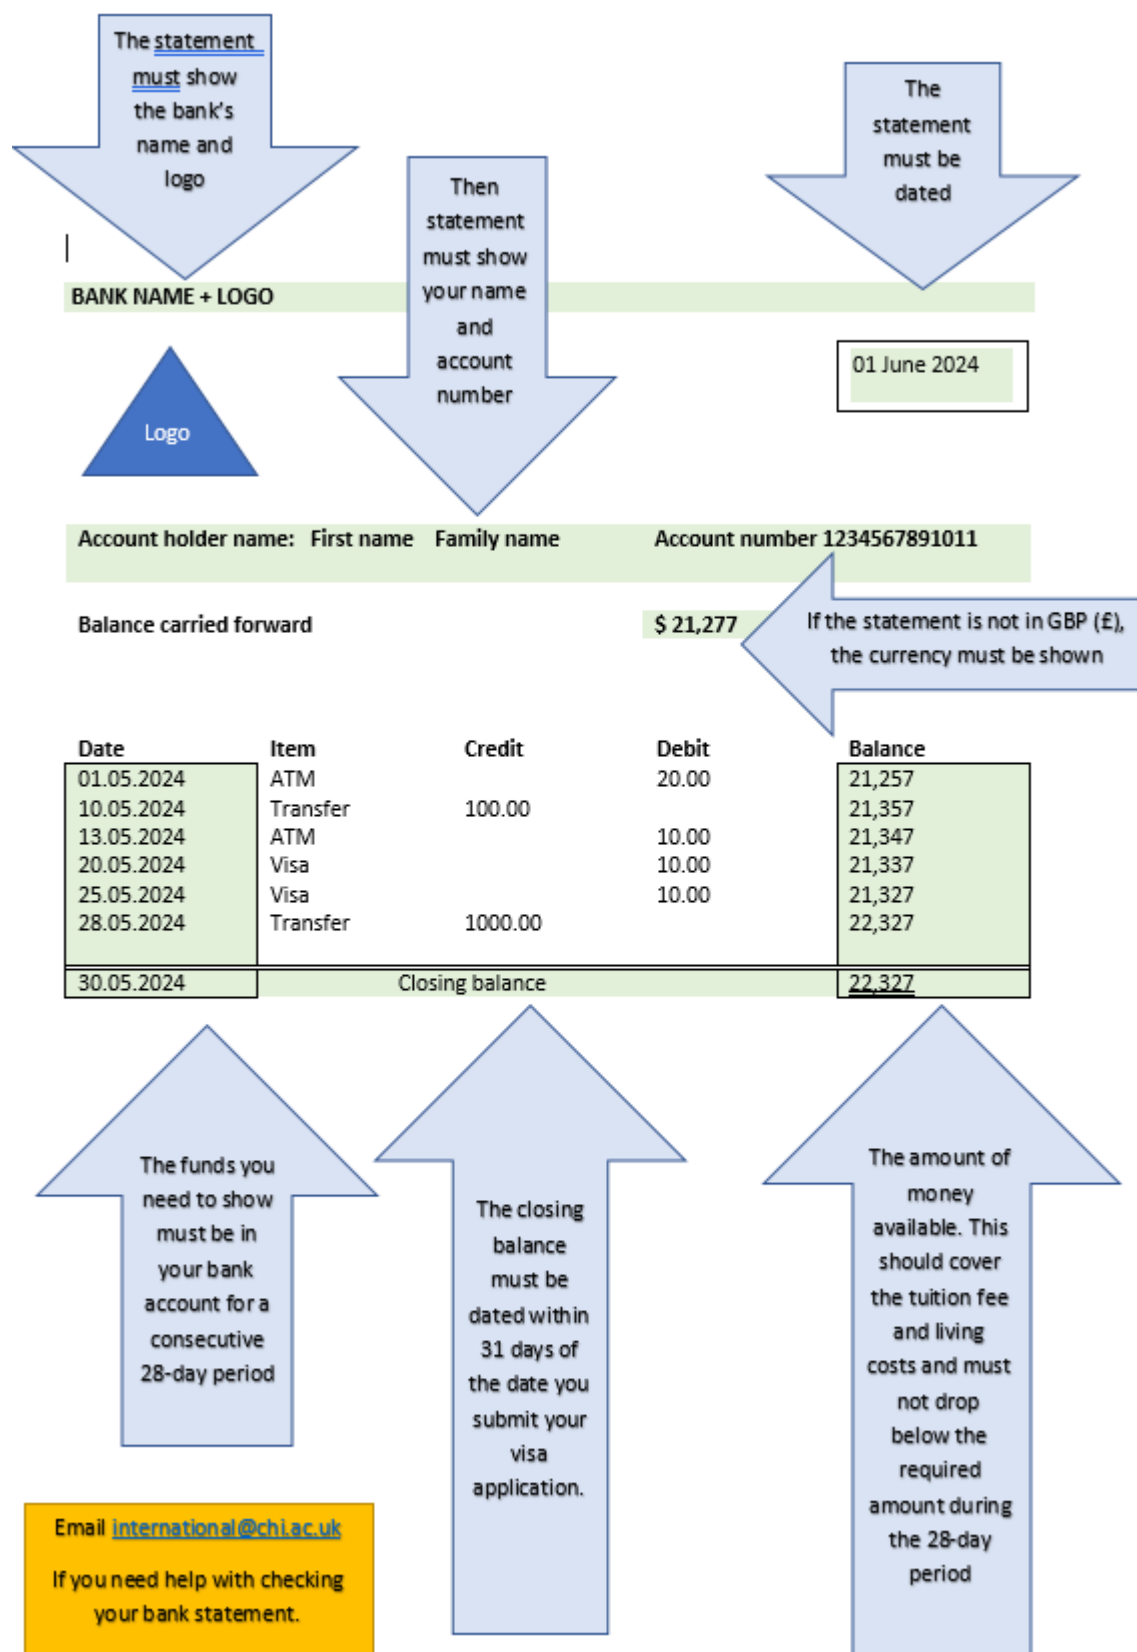 The statement
must show
the bank's
name and
logo
The
statement
must be
dated
Then
statement
must show
your name
and
account
number
BANK NAME + LOGO
01 June 2024
Logo
Account holder name: First name Family name Account number 1234567891011
Balance carried forward $ 21,277
If the statement is not in GBP (£),
the currency must be shown
Date Item Credit Debit Balance
01.05.2024 ATM 20.00 21,257
10.05.2024 Transfer 100.00 21,357
13.05.2024 ATM 10.00 21,347
20.05.2024 Visa 10.00 21,337
25.05.2024 Visa 10.00 21,327
28.05.2024 Transfer 1000.00 22,327
30.05.2024 Closing balance 22,327
The funds you
need to show
must be in
your bank
account for a
consecutive
28-day period
The closing
balance
must be
dated within
31 days of
the date you
submit your
visa
application.
The amount of
money
available. This
should cover
the tuition fee
and living
costs and must
not drop
below the
required
amount during
the 28-day
period
Email international@chi.ac.uk
If you need help with checking
your bank statement.